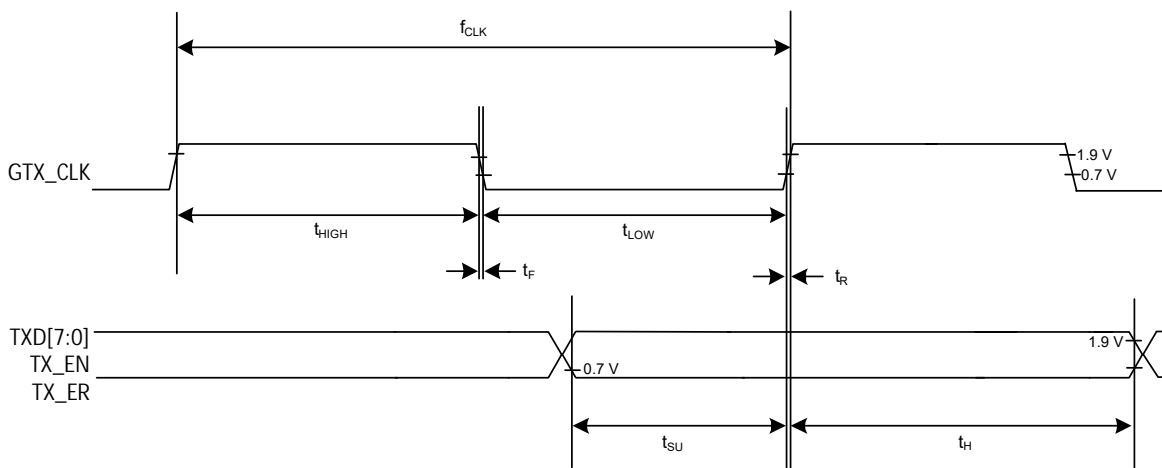 fCLK
GTX_CLK
1.9 V
0.7 V
tHIGH
tLOW
tF
tR
TXD[7:0]
TX_EN
TX_ER
1.9 V
0.7 V
tSU
tH